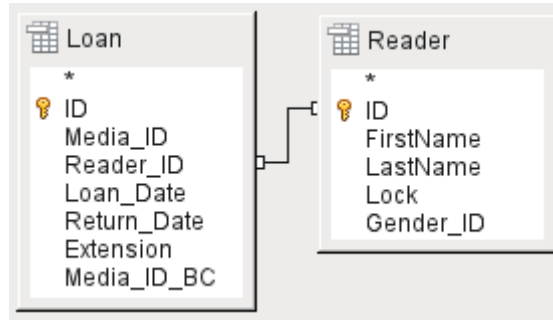 Loan
*
ID
Media_ID
Reader_ID
Loan_Date
Return_Date
Extension
Media_ID_BC
Reader
*
ID
FirstName
LastName
Lock
Gender_ID